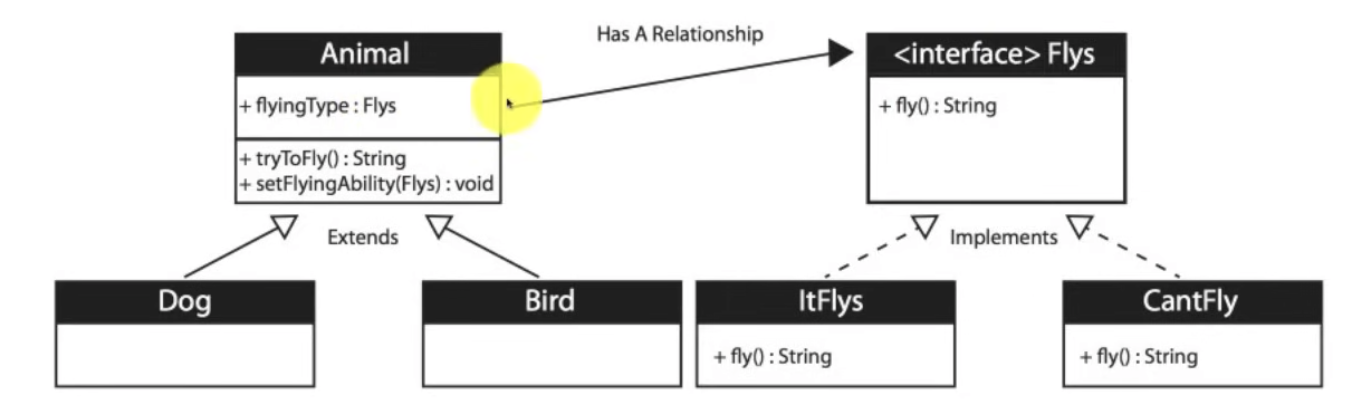 Has A Relationship
Animal
+ flyingType : Flys
+ tryToFly() : String
+ setFlyingAbility(Flys) : void
<interface> Flys
+ fly() : String
Extends
Implements
Dog
Bird
ItFlys
+ fly() : String
CantFly
+ fly() : String